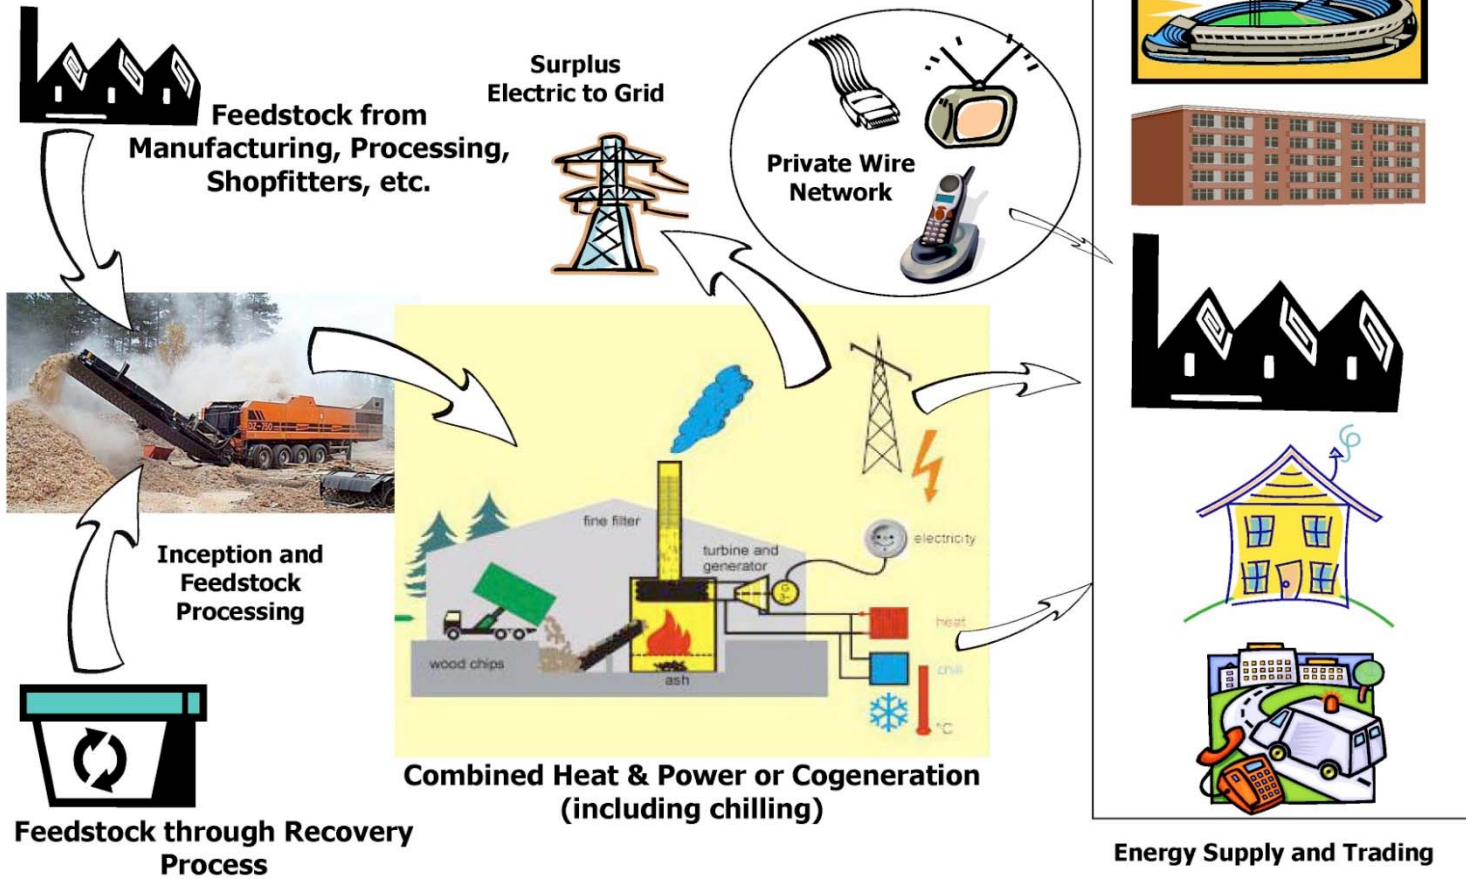 Surplus
Electric to Grid
Feedstock from
Manufacturing, Processing,
Shopfitters, etc.
Private Wire
Network
DZ-750
fine filter
turbine and
generator
electricity
Inception and
Feedstock
Processing
heat
wood chips
ash
chill
°C
Combined Heat & Power or Cogeneration
(including chilling)
Feedstock through Recovery
Process
Energy Supply and Trading